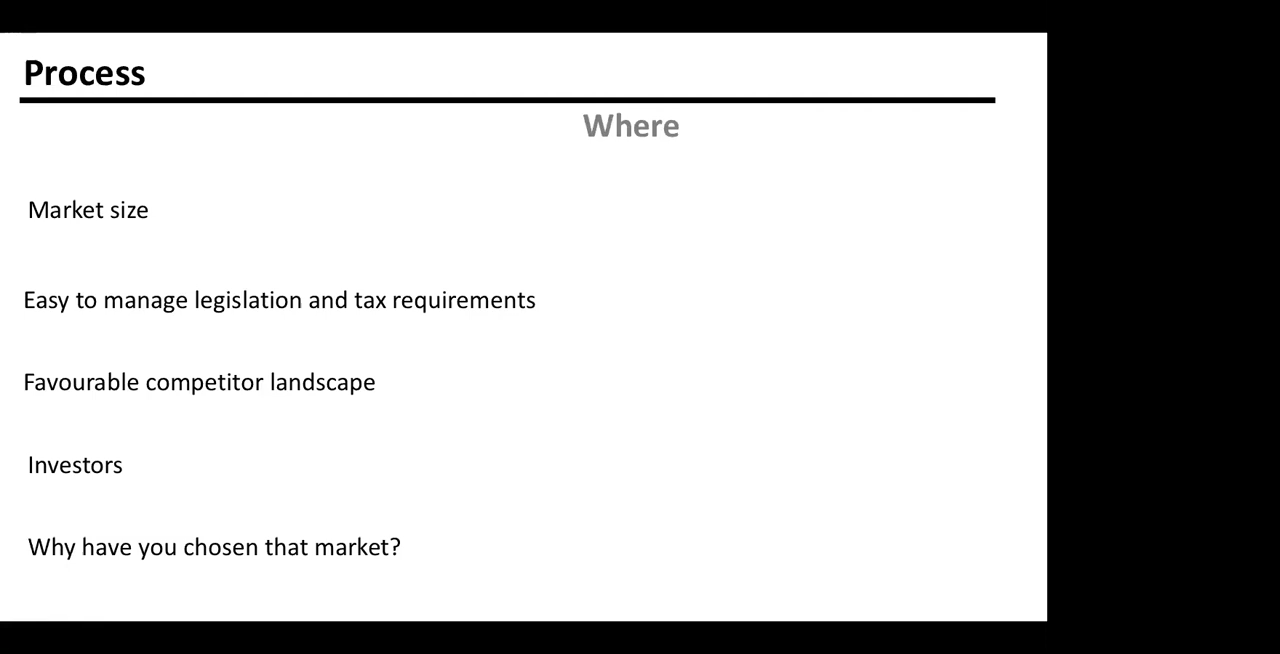 Process
Where
Market size
Easy to manage legislation and tax requirements
Favourable competitor landscape
Investors
Why have you chosen that market?